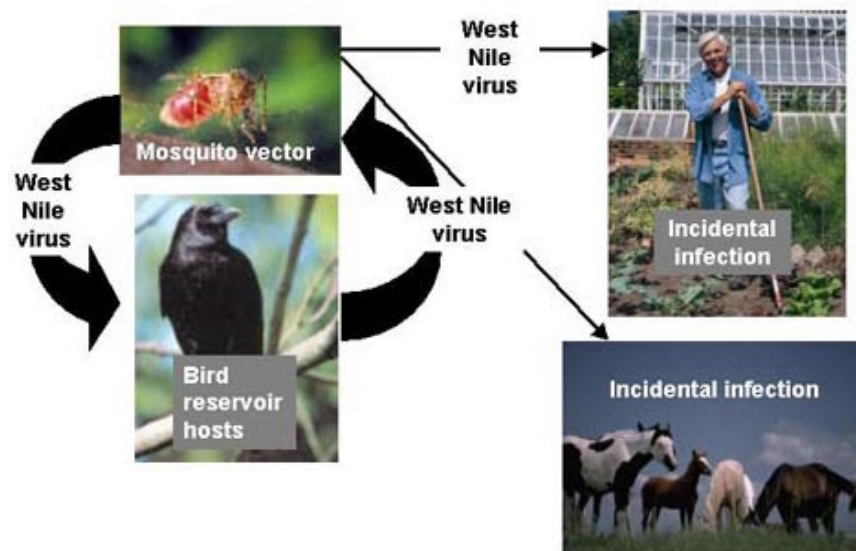 West
Nile
virus
Mosquito vector
West
Nile
virus
West Nile
virus
Bird
reservoir
hosts
Incidental
infection
Incidental infection